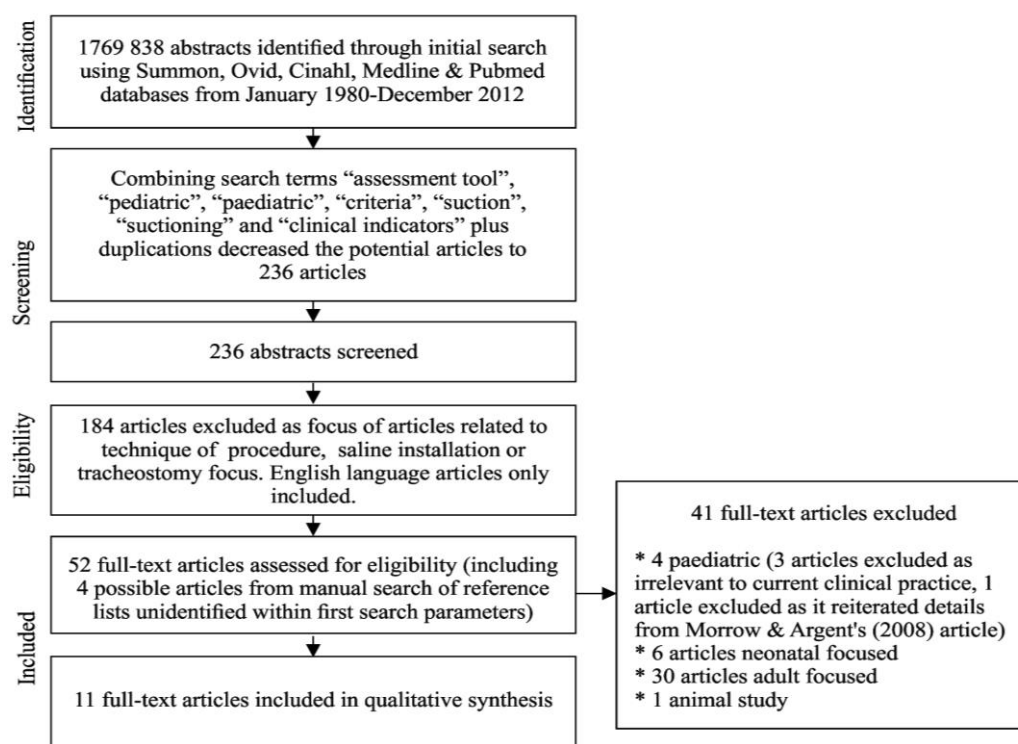 Identification
1769 838 abstracts identified through initial search
using Summon, Ovid, Cinahl, Medline & Pubmed
databases from January 1980-December 2012
Screening
Combining search terms “assessment tool”,
“pediatric”, “paediatric”, “criteria”, “suction”,
“suctioning” and “clinical indicators” plus
duplications decreased the potential articles to
236 articles
236 abstracts screened
Eligibility
184 articles excluded as focus of articles related to
technique of procedure, saline installation or
tracheostomy focus. English language articles only
included.
Included
52 full-text articles assessed for eligibility (including
4 possible articles from manual search of reference
lists unidentified within first search parameters)
41 full-text articles excluded
* 4 paediatric (3 articles excluded as
irrelevant to current clinical practice, 1
article excluded as it reiterated details
from Morrow & Argent's (2008) article)
* 6 articles neonatal focused
* 30 articles adult focused
* 1 animal study
11 full-text articles included in qualitative synthesis